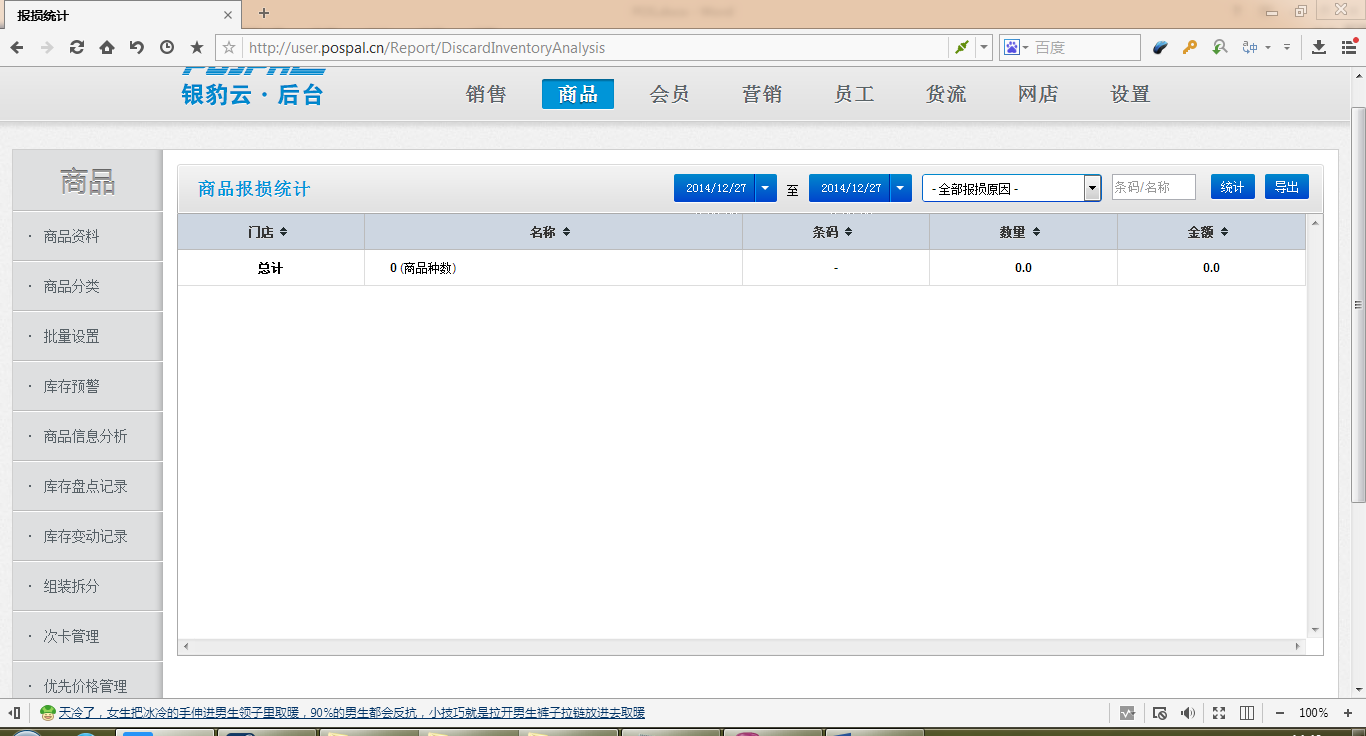 报损统计
http://user.pospal.cn/Report/DiscardInventoryAnalysis
百度
银豹云·后台
销售 商品 会员 营销 员工 货流 网店 设置
商品
· 商品资料
· 商品分类
· 批量设置
· 库存预警
· 商品信息分析
· 库存盘点记录
· 库存变动记录
· 组装拆分
· 次卡管理
· 优先价格管理
商品报损统计 2014/12/27 至 2014/12/27 - 全部报损原因 - 条码/名称 统计 导出
门店 名称 条码 数量 金额
总计 0 (商品种数) - 0.0 0.0
天冷了，女生把冰冷的手伸进男生领子里取暖，90%的男生都会反抗，小技巧就是拉开男生裤子拉链放进去取暖
100%